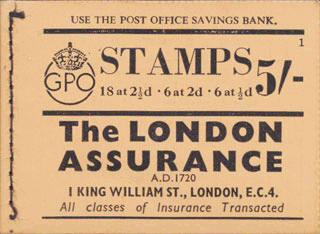 USE THE POST OFFICE SAVINGS BANK.
1
GPO
STAMPS 5/-
18 at 2½d · 6 at 2d · 6 at ½d
The LONDON
ASSURANCE
A.D. 1720
1 KING WILLIAM ST., LONDON, E.C.4.
All classes of Insurance Transacted